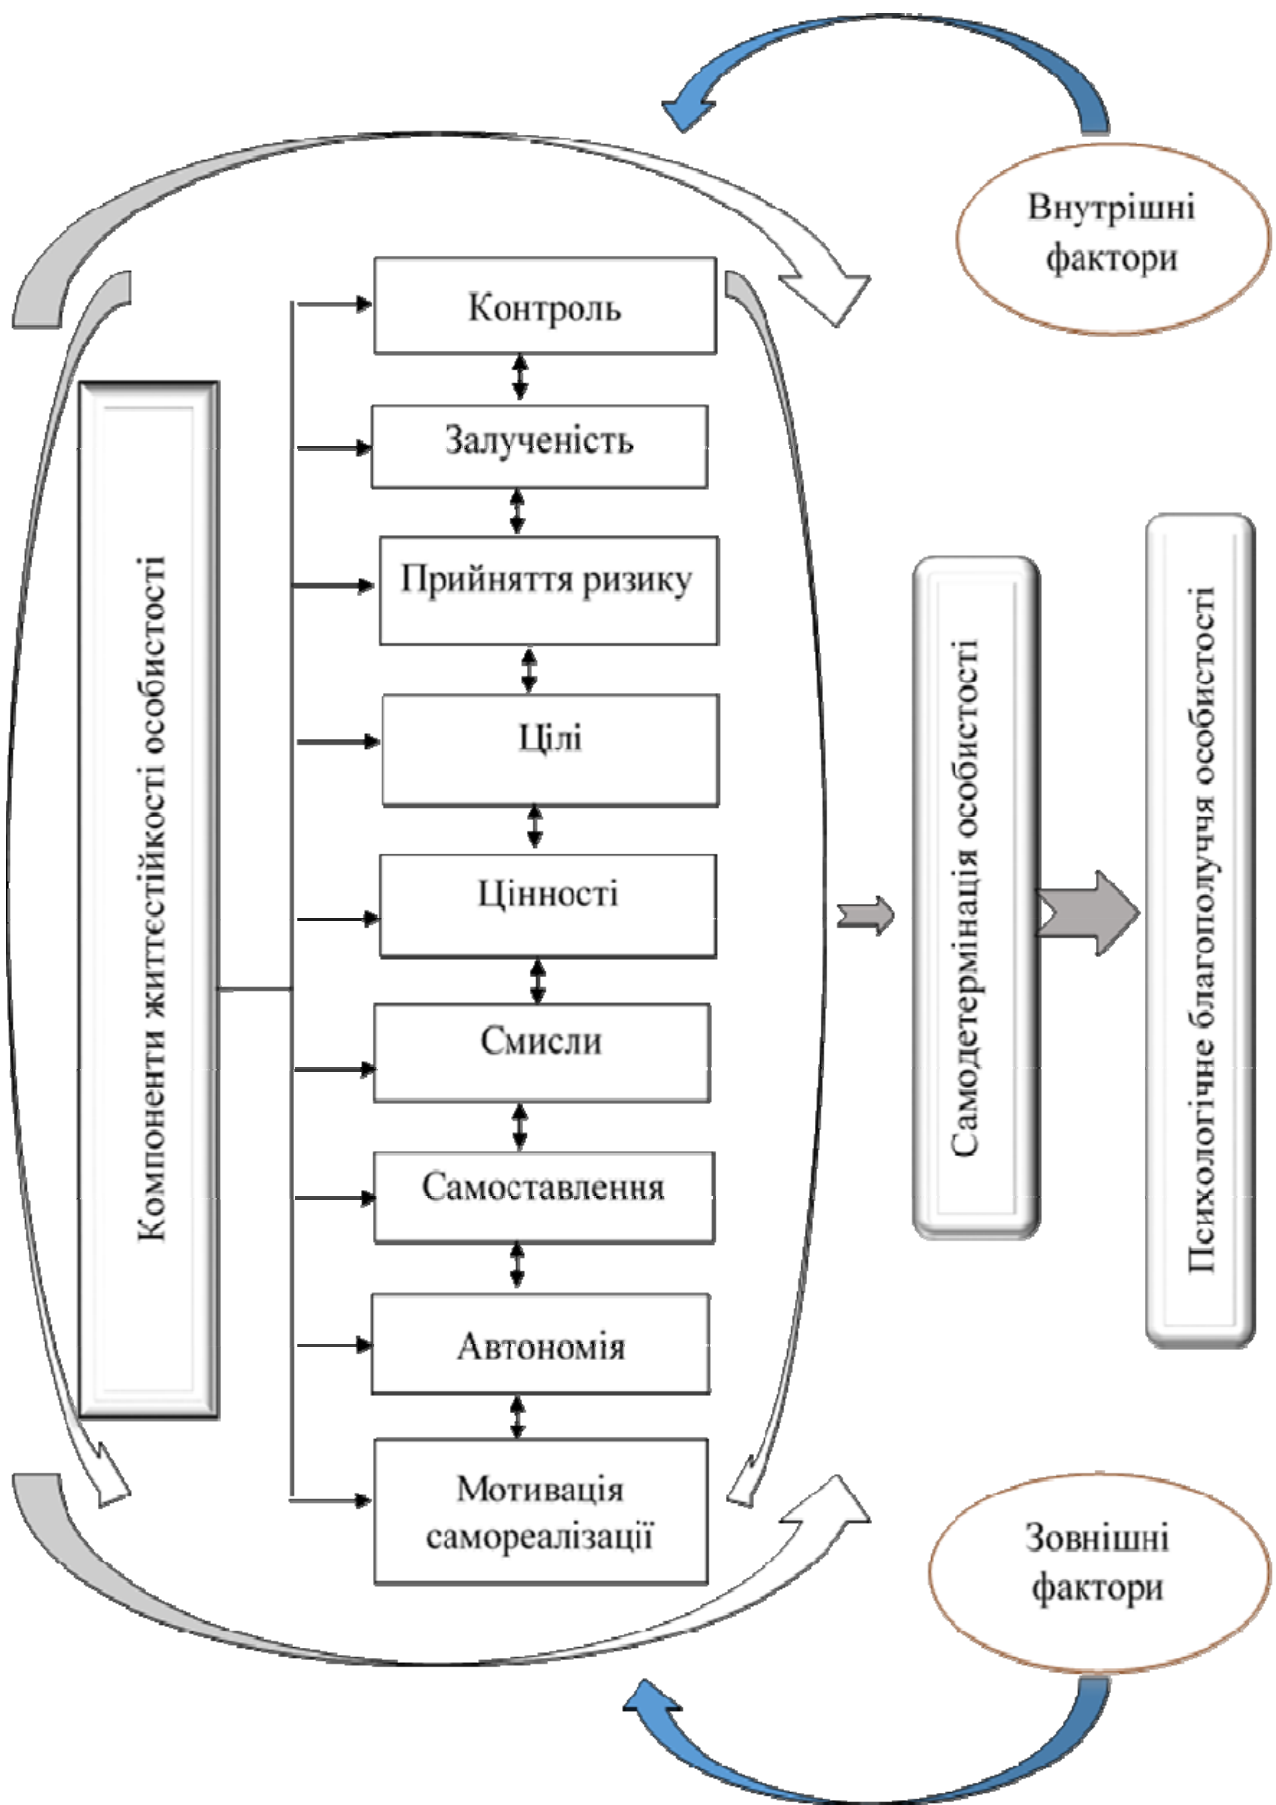 Внутрішні
фактори
Контроль
Залученість
Прийняття ризику
Цілі
Цінності
Смисли
Самоставлення
Автономія
Мотивація
самореалізації
Компоненти життєстійкості особистості
Самодетермінація особистості
Психологічне благополуччя особистості
Зовнішні
фактори